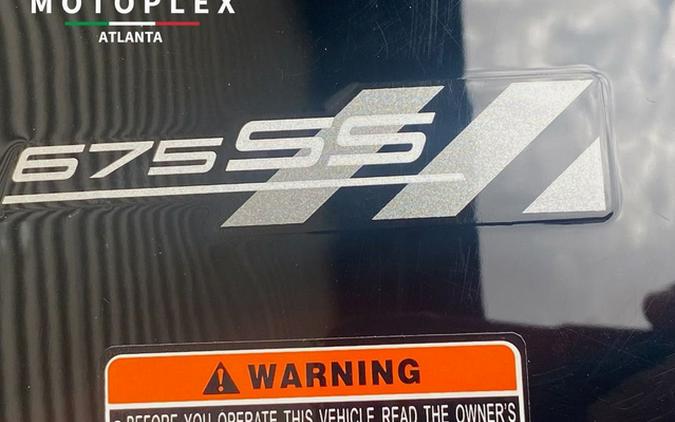 MOTOPLEX
ATLANTA
675SS
WARNING
• BEFORE YOU OPERATE THIS VEHICLE READ THE OWNER'S